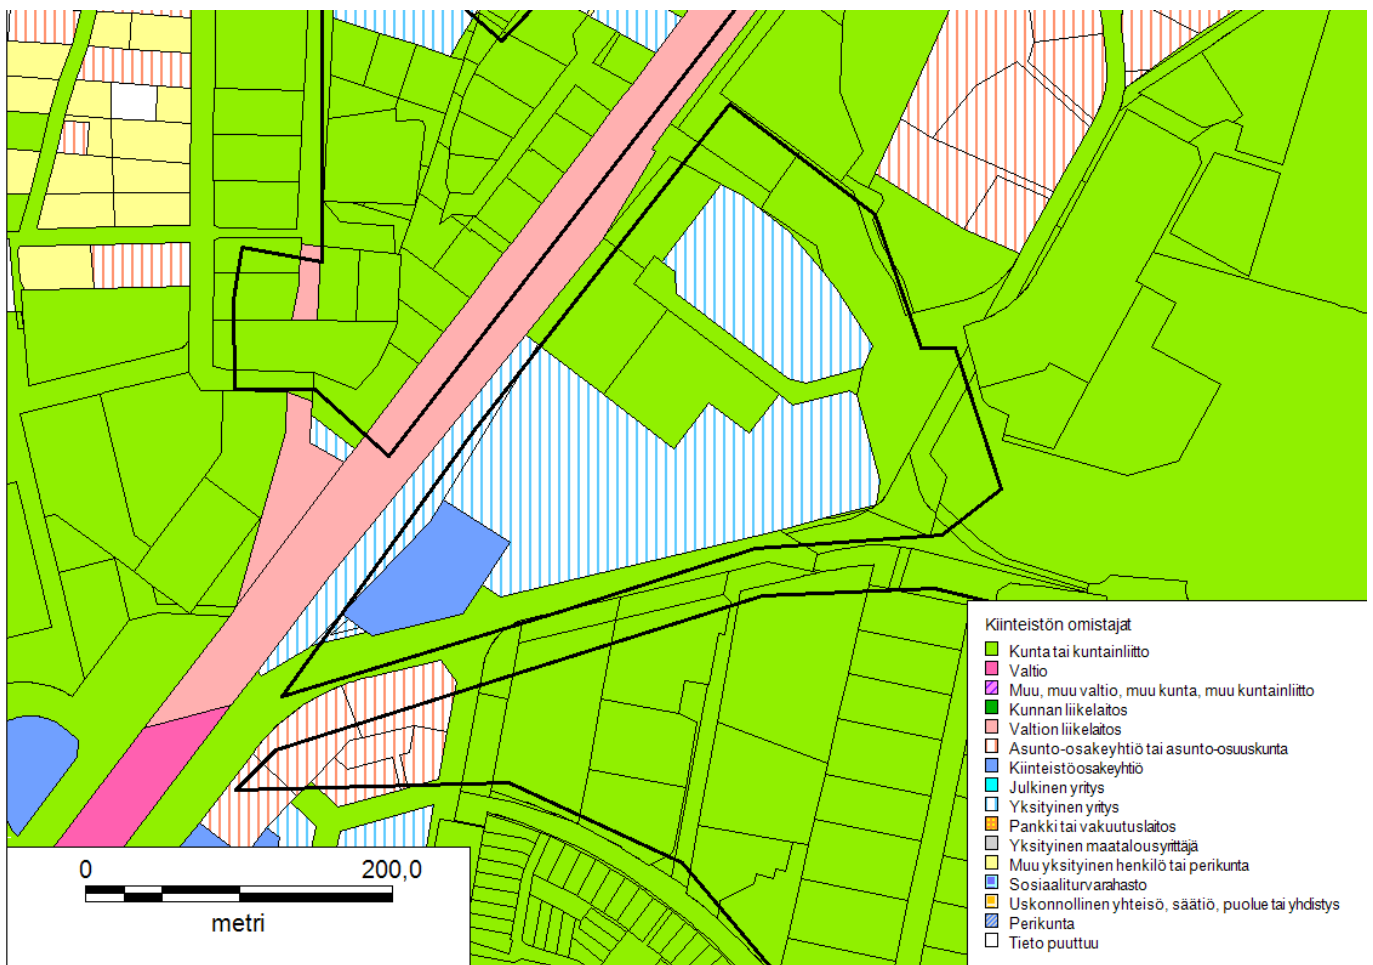 Kiinteistön omistajat
Kunta tai kuntainliitto
Valtio
Muu, muu valtio, muu kunta, muu kuntainliitto
Kunnan liikelaitos
Valtion liikelaitos
Asunto-osakeyhtiö tai asunto-osuuskunta
Kiinteistöosakeyhtiö
Julkinen yritys
Yksityinen yritys
Pankki tai vakuutuslaitos
Yksityinen maatalousyrittäjä
Muu yksityinen henkilö tai perikunta
Sosiaaliturvarahasto
Uskonnollinen yhteisö, säätiö, puolue tai yhdistys
Perikunta
Tieto puuttuu
0 200,0
metri